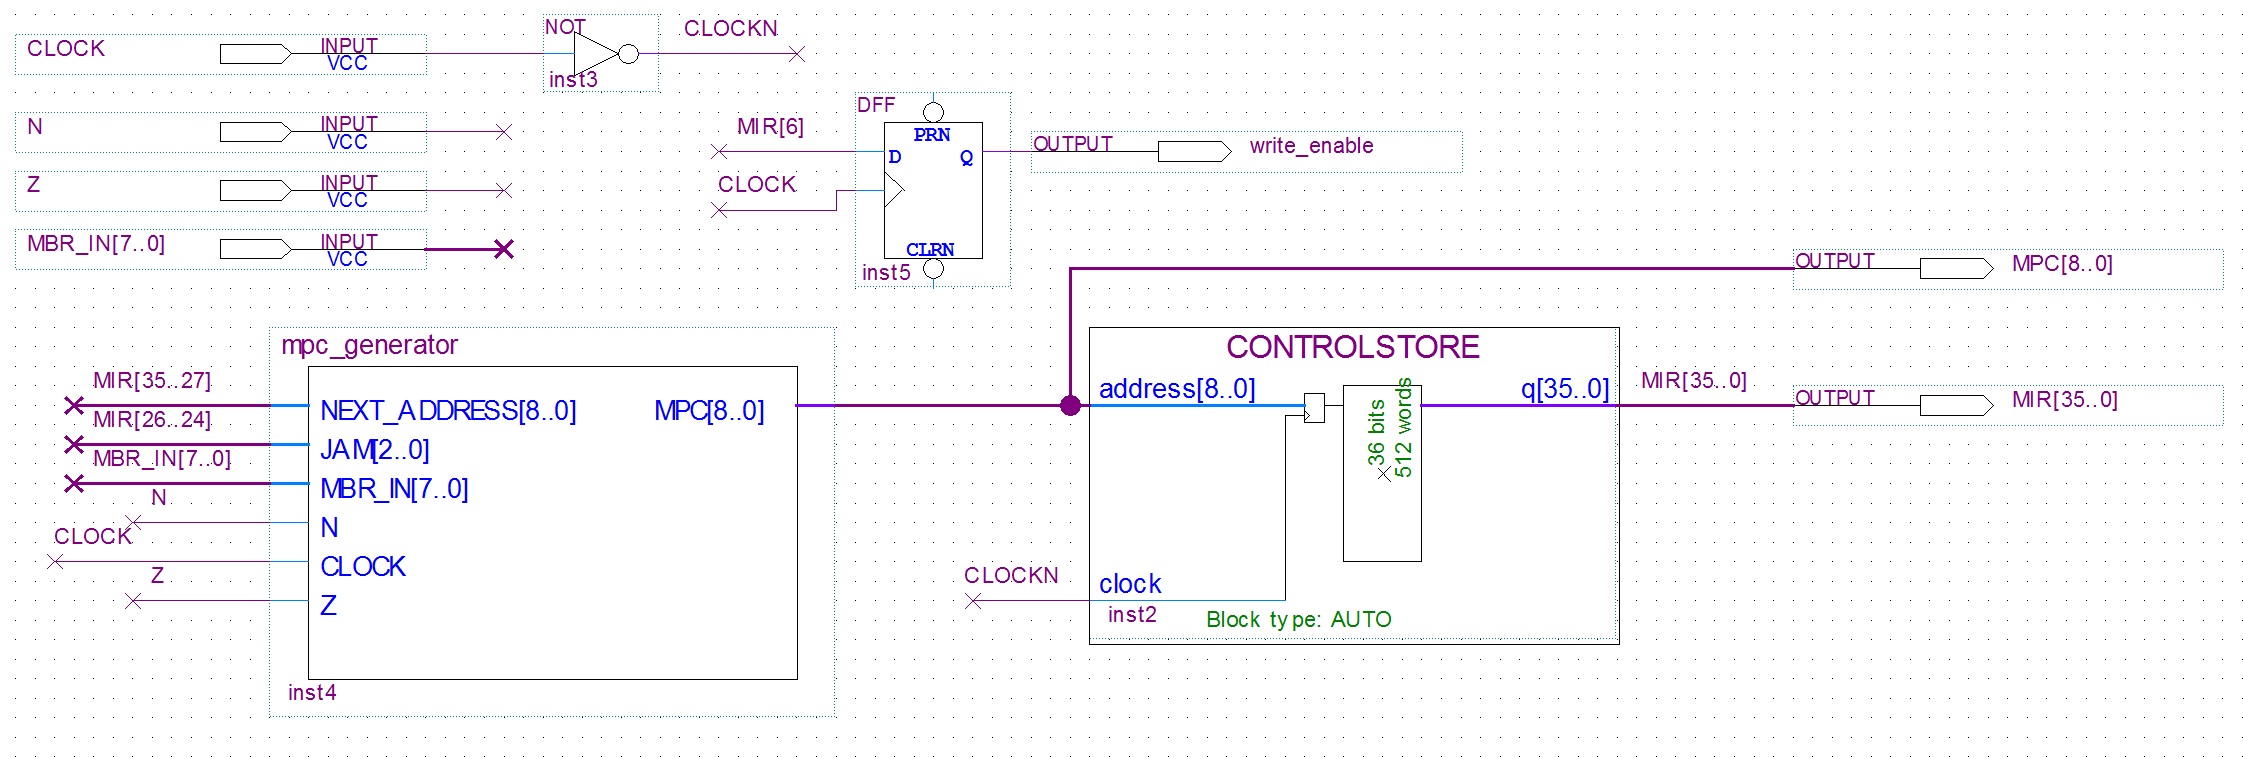 CLOCK
INPUT
VCC
NOT
inst3
CLOCKN
N
INPUT
VCC
Z
INPUT
VCC
MBR_IN[7..0]
INPUT
VCC
DFF
MIR[6]
CLOCK
PRN
D
Q
CLRN
inst5
OUTPUT
write_enable
OUTPUT
MPC[8..0]
mpc_generator
MIR[35..27]
MIR[26..24]
MBR_IN[7..0]
N
CLOCK
Z
NEXT_ADDRESS[8..0]
MPC[8..0]
JAM[2..0]
MBR_IN[7..0]
N
CLOCK
Z
inst4
CONTROLSTORE
address[8..0]
q[35..0]
36 bits
512 words
CLOCKN
clock
inst2
Block type: AUTO
MIR[35..0]
OUTPUT
MIR[35..0]